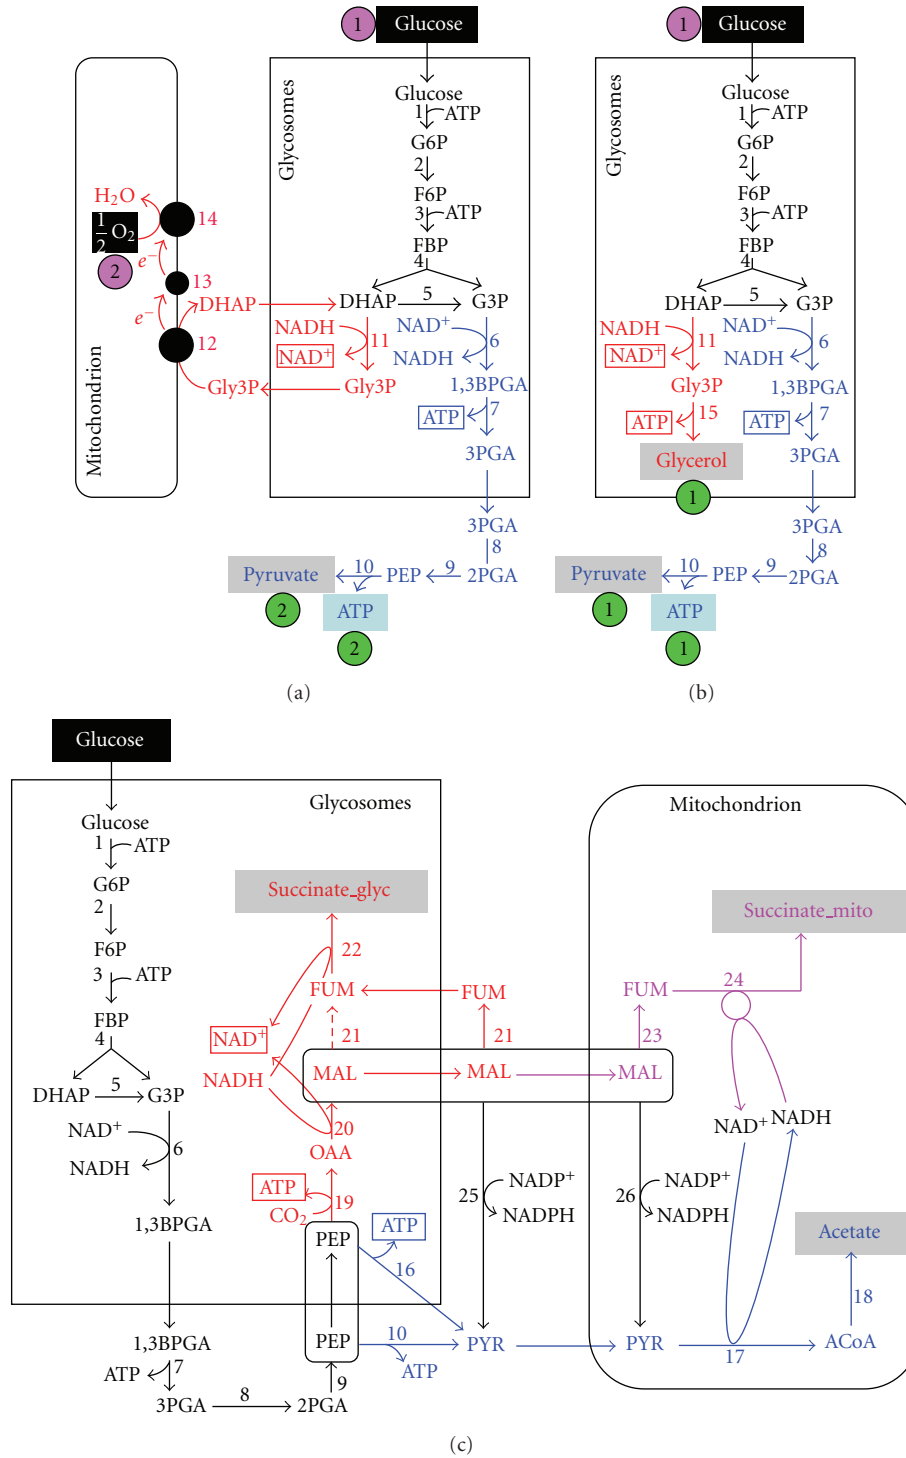 1 Glucose
Glycosomes
Glucose
1 ATP
G6P
2
F6P
3 ATP
FBP
4
DHAP 5 G3P
NADH
NAD+
11
NAD+
NADH
6
Gly3P
1,3BPGA
ATP
7
3PGA
3PGA
8
2PGA
9
PEP
10
Pyruvate
2
ATP
2
Mitochondrion
H2O
1/2 O2
2
14
e−
13
e−
12
DHAP
Gly3P
(a)
1 Glucose
Glycosomes
Glucose
1 ATP
G6P
2
F6P
3 ATP
FBP
4
DHAP 5 G3P
NADH
NAD+
11
NAD+
NADH
6
Gly3P
1,3BPGA
ATP
15
ATP
7
Glycerol
1
3PGA
3PGA
8
2PGA
9
PEP
10
Pyruvate
1
ATP
1
(b)
Glucose
Glycosomes
Glucose
1 ATP
G6P
2
F6P
3 ATP
FBP
4
DHAP 5 G3P
NAD+
NADH
6
1,3BPGA
1,3BPGA
ATP 7
3PGA 8 2PGA
9
PEP
PEP
ATP
CO2
19
OAA
20
NADH
NAD+
MAL
21
FUM
22
Succinate_glyc
MAL
21
FUM
ATP
16
10
ATP
PYR
25
NADP+
NADPH
Mitochondrion
Succinate_mito
24
FUM
23
MAL
NAD+ NADH
26
NADP+
NADPH
PYR
17
ACoA
18
Acetate
(c)